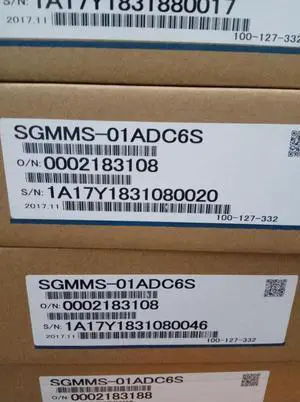 S/N: 1A17Y1831880017
2017.11
100-127-332
SGMMS-01ADC6S
O/N: 0002183108
S/N: 1A17Y1831080020
2017.11
100-127-332
SGMMS-01ADC6S
O/N: 0002183108
S/N: 1A17Y1831080046
2017.11
100-127-332
SGMMS-01ADC6S
0002183188